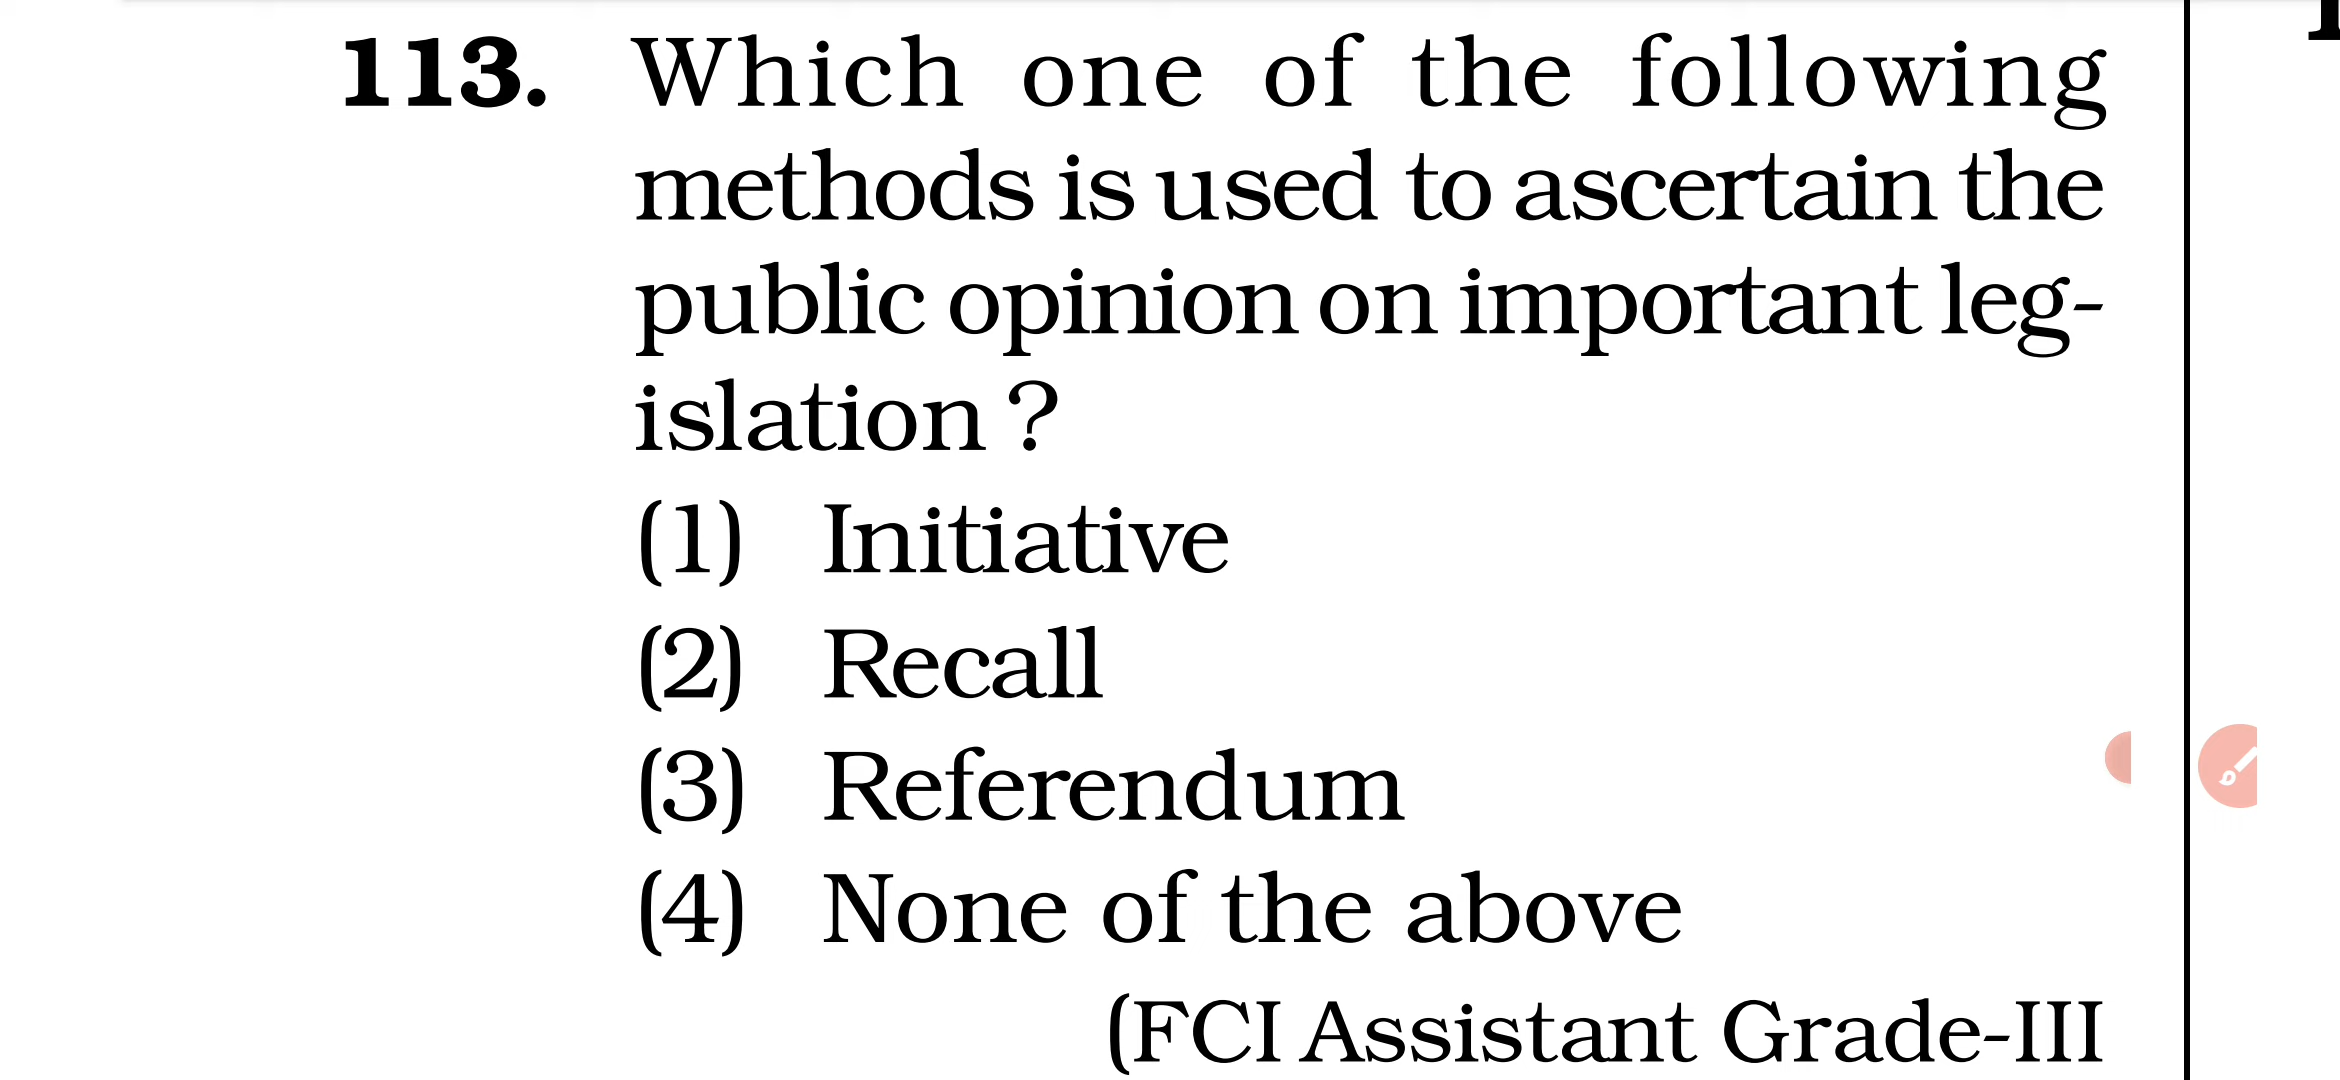 113. Which one of the following
methods is used to ascertain the
public opinion on important leg-
islation ?
(1) Initiative
(2) Recall
(3) Referendum
(4) None of the above
(FCI Assistant Grade-III